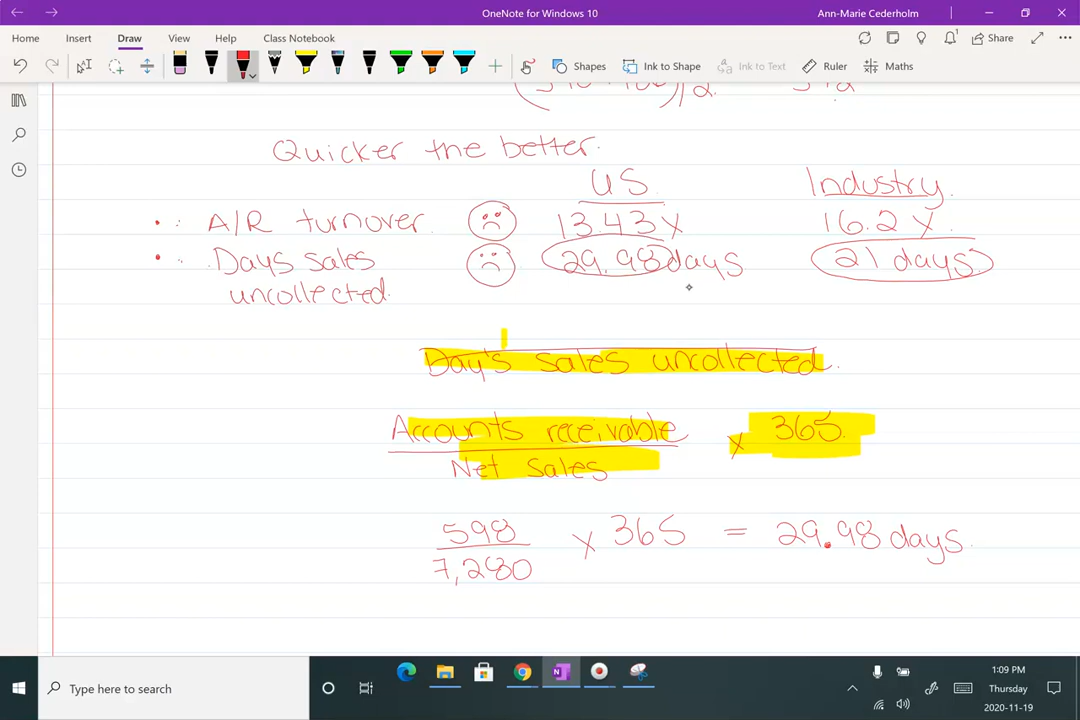 OneNote for Windows 10
Ann-Marie Cederholm
Home Insert Draw View Help Class Notebook
Share
Shapes Ink to Shape Ink to Text Ruler Maths
Quicker the better.
US Industry
A/R turnover 13.43 X 16.2 X
Days sales 29.98 days 21 days
uncollected
Day's sales uncollected
Accounts receivable x 365
Net Sales
598 x 365 = 29.98 days
7,280
Type here to search
1:09 PM
Thursday
2020-11-19